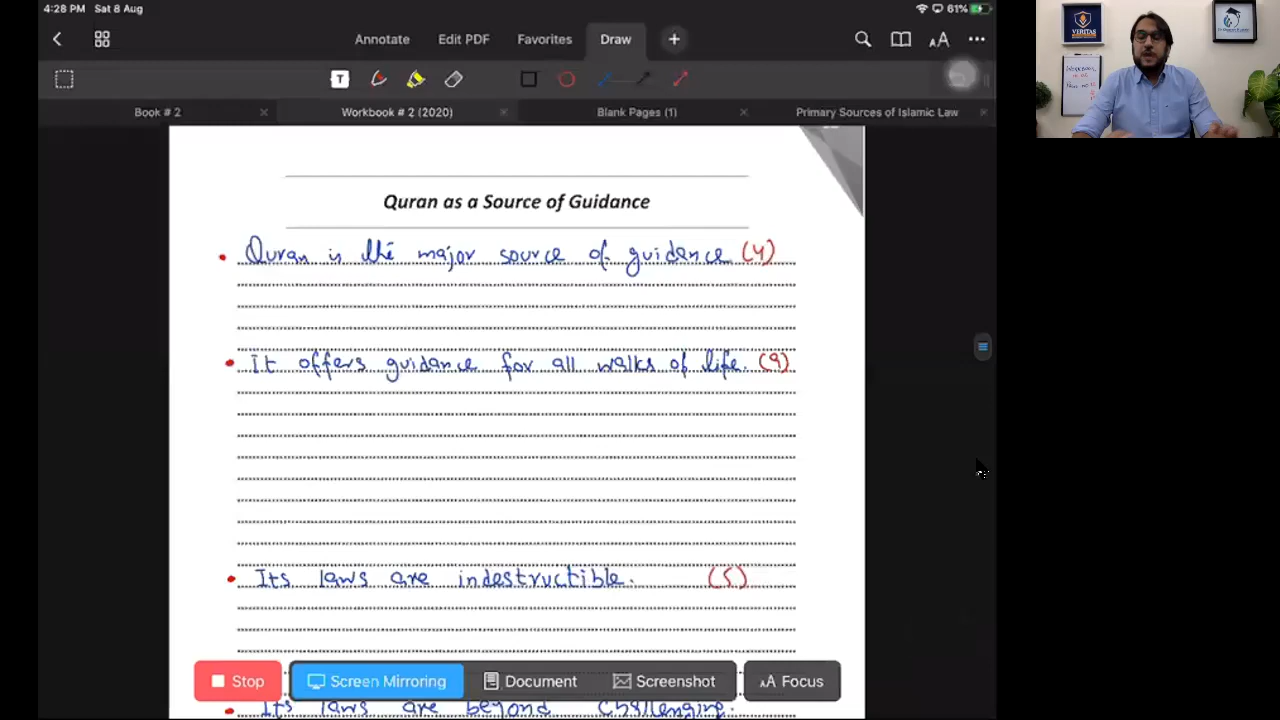 4:28 PM Sat 8 Aug 61%
Annotate Edit PDF Favorites Draw +
T
Book # 2 Workbook # 2 (2020) Blank Pages (1) Primary Sources of Islamic Law
Quran as a Source of Guidance
Quran is the major source of guidance (4)
It offers guidance for all walks of life. (9)
Its laws are indestructible. (5)
Stop Screen Mirroring Document Screenshot AA Focus
Its laws are beyond challenging.
VERITAS